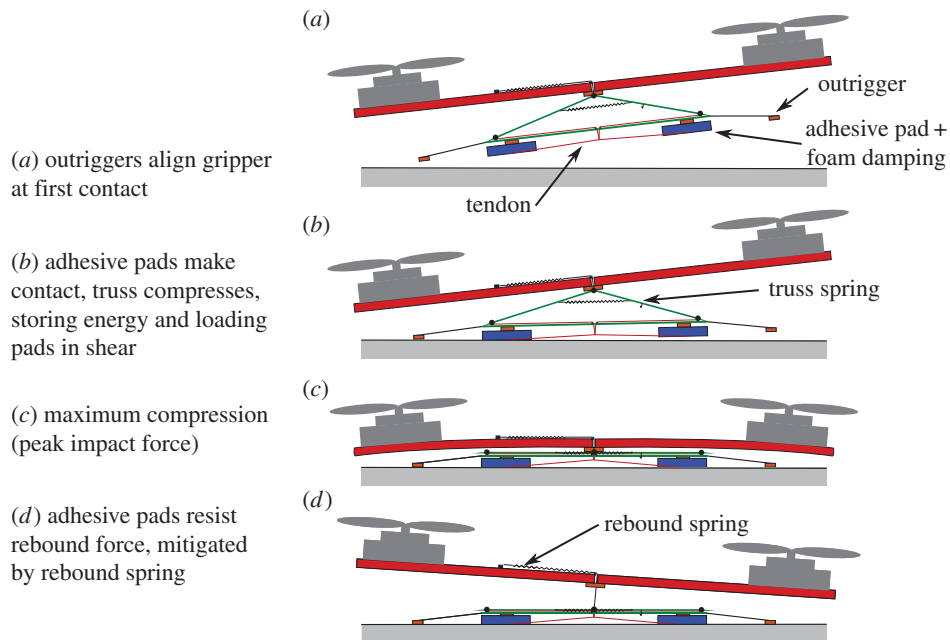 (a)
outrigger
adhesive pad +
foam damping
(a) outriggers align gripper
at first contact
tendon
(b)
(b) adhesive pads make
contact, truss compresses,
storing energy and loading
pads in shear
truss spring
(c)
(c) maximum compression
(peak impact force)
(d)
(d) adhesive pads resist
rebound force, mitigated
by rebound spring
rebound spring